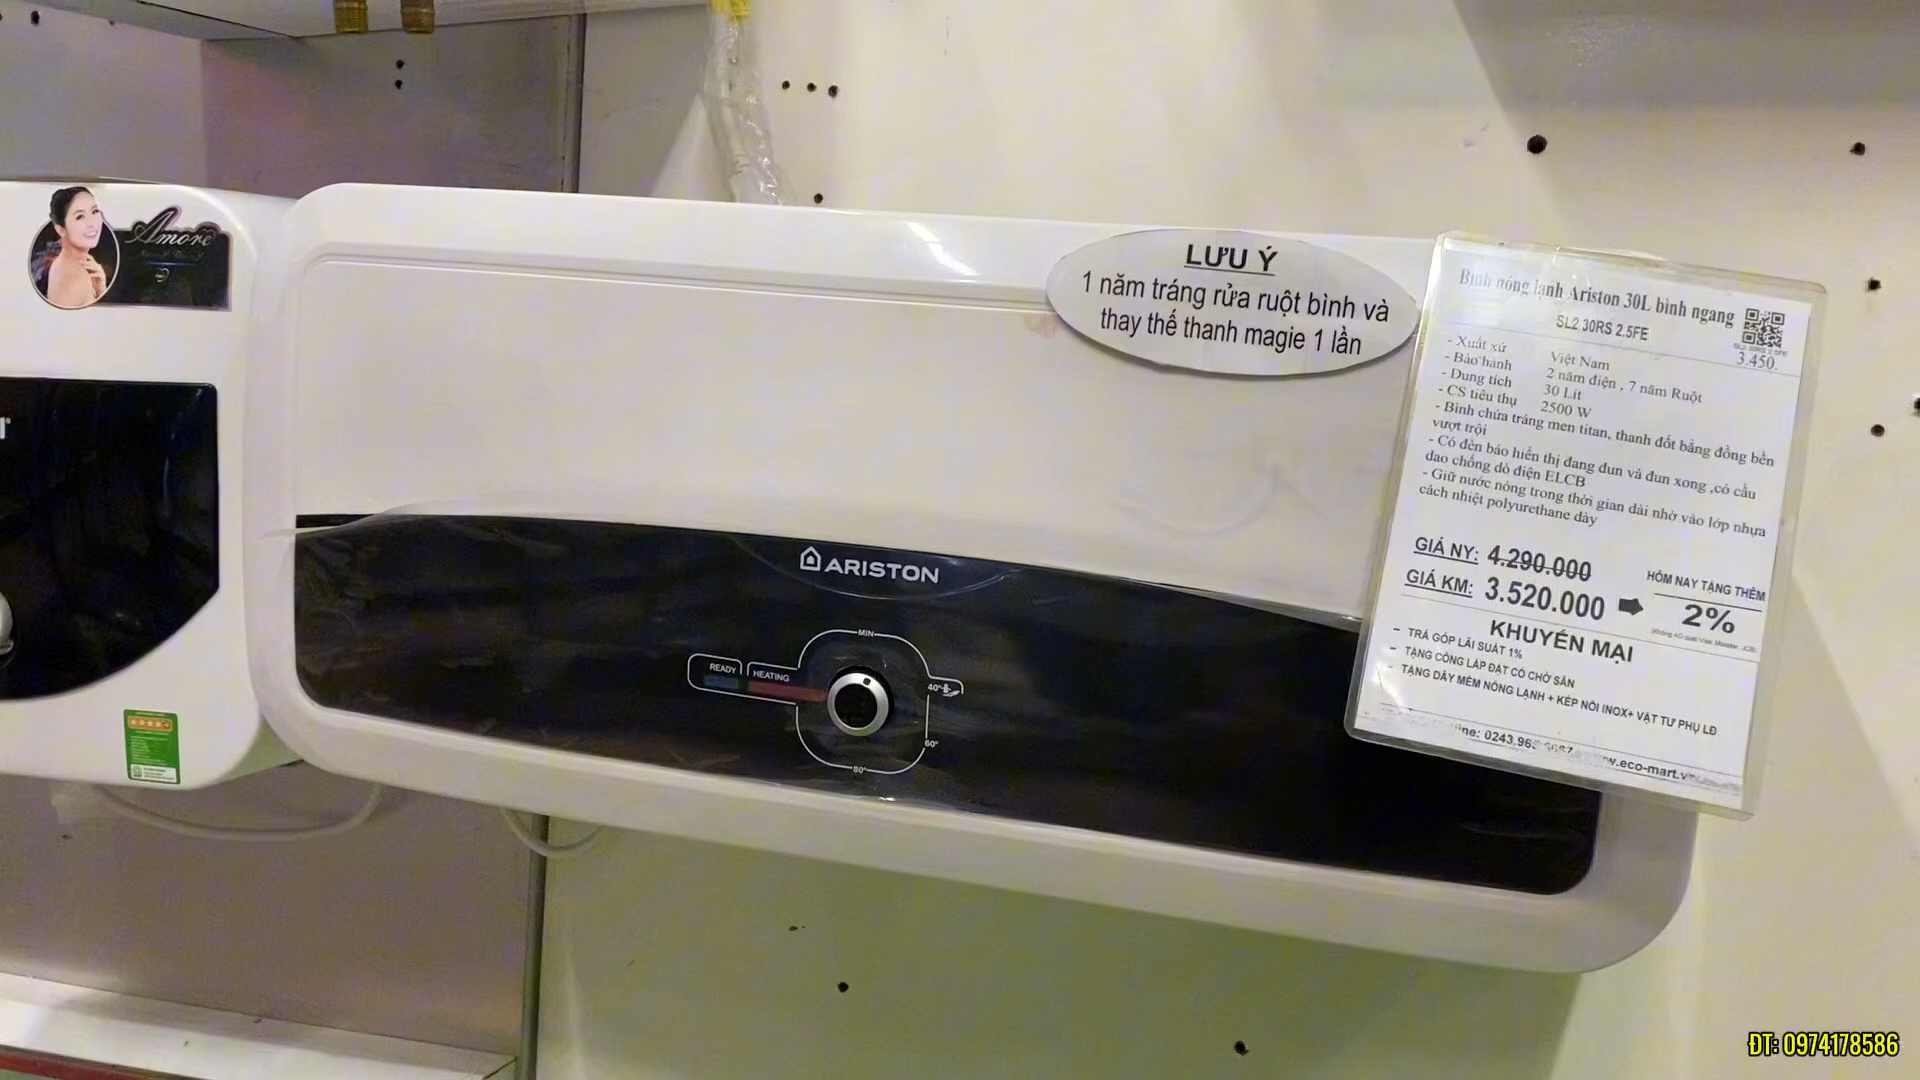 Amorē
LƯU Ý
1 năm tráng rửa ruột bình và
thay thế thanh magie 1 lần
Bình nóng lạnh Ariston 30L bình ngang
SL2 30RS 2.5FE
SL2 30RS 2.5FE
3.450.
- Xuất xứ Việt Nam
- Bảo hành 2 năm điện , 7 năm Ruột
- Dung tích 30 Lít
- CS tiêu thụ 2500 W
- Bình chứa tráng men titan, thanh đốt bằng đồng bền
vượt trội
- Có đèn báo hiển thị đang đun và đun xong ,có cầu
dao chống dò điện ELCB
- Giữ nước nóng trong thời gian dài nhờ vào lớp nhựa
cách nhiệt polyurethane dày
GIÁ NY: 4.290.000
GIÁ KM: 3.520.000
HÔM NAY TẶNG THÊM
2%
KHUYẾN MẠI
- TRẢ GÓP LÃI SUẤT 1%
- TẶNG CÔNG LẮP ĐẶT CÓ CHỜ SẴN
- TẶNG DÂY MỀM NÓNG LẠNH + KÉP NỐI INOX+ VẬT TƯ PHỤ LĐ
ARISTON
MIN
READY
HEATING
40°
60°
80°
ĐT: 0974178586